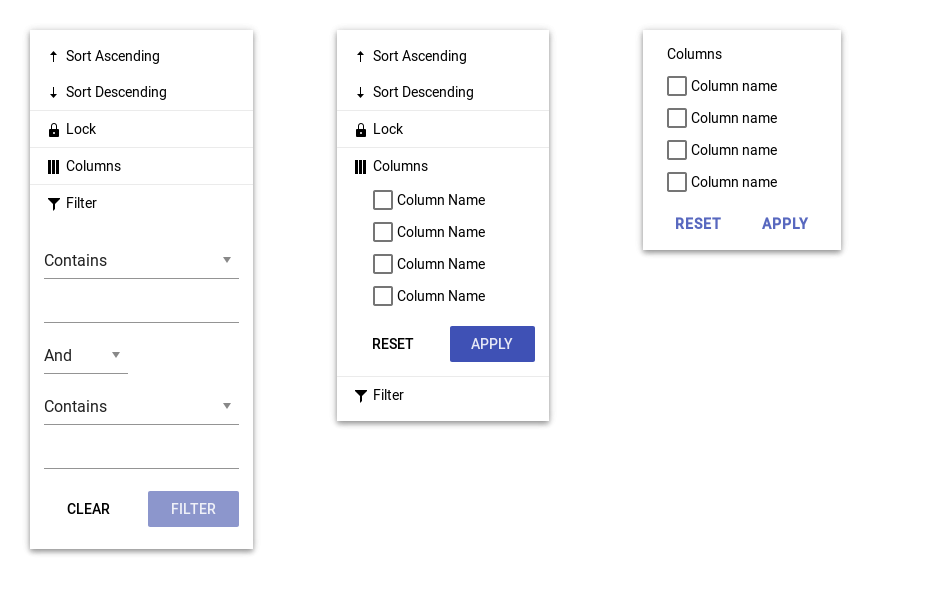 Sort Ascending
Sort Descending
Lock
Columns
Filter
Contains
And
Contains
CLEAR
FILTER
Sort Ascending
Sort Descending
Lock
Columns
Column Name
Column Name
Column Name
Column Name
RESET
APPLY
Filter
Columns
Column name
Column name
Column name
Column name
RESET
APPLY